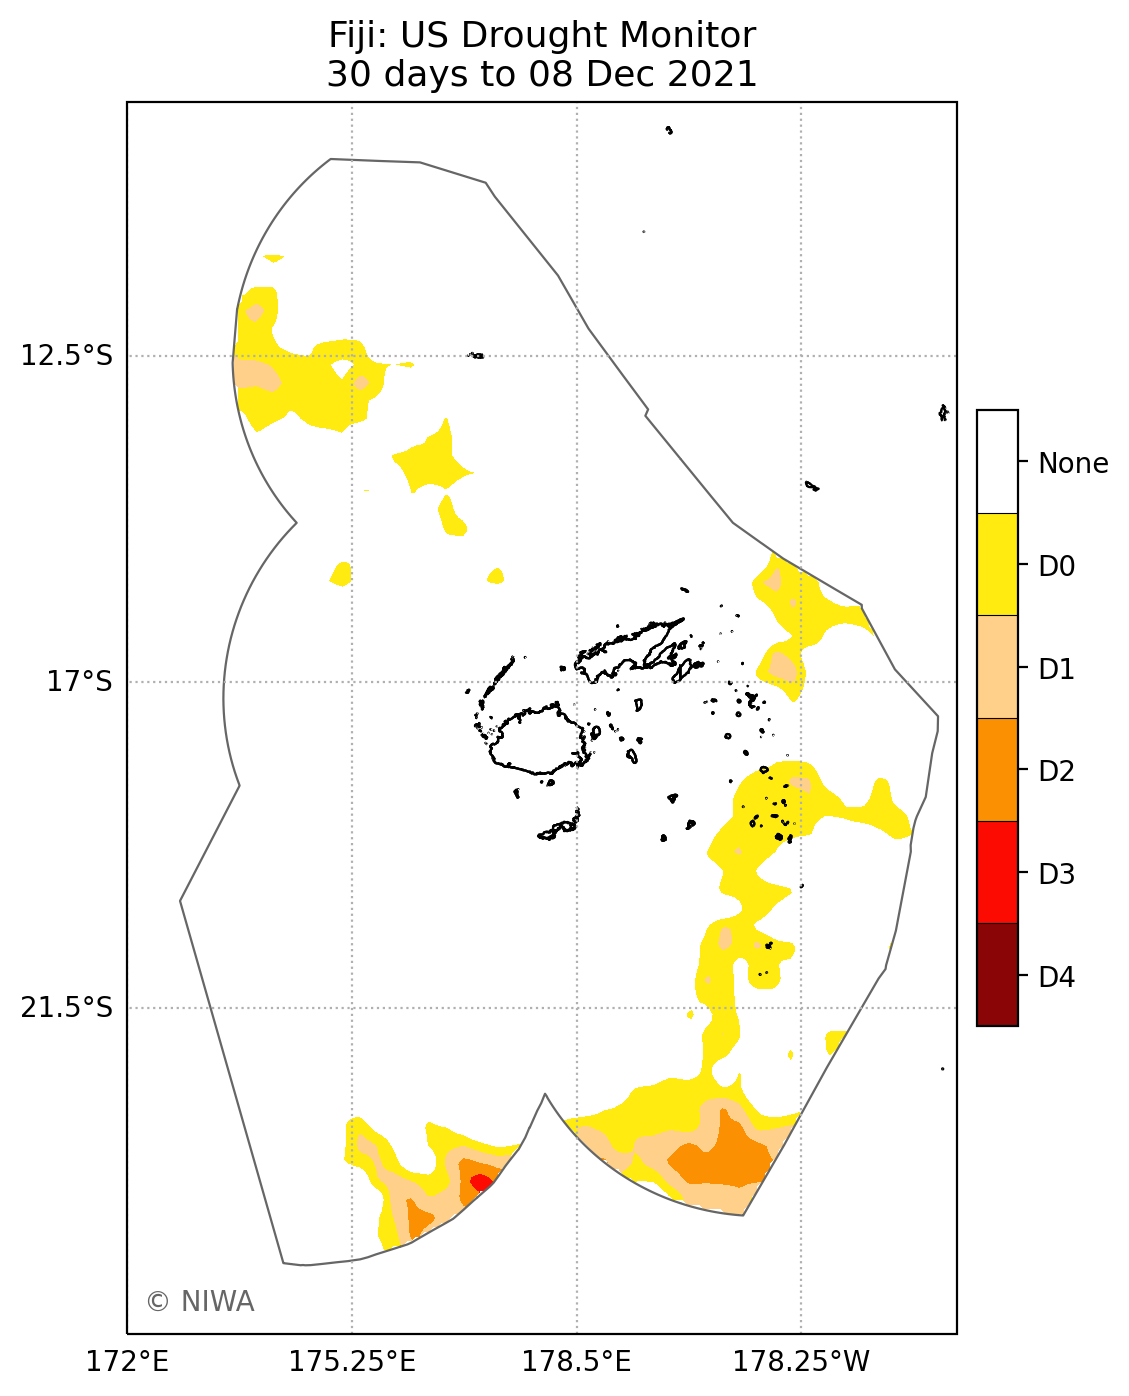 Fiji: US Drought Monitor
30 days to 08 Dec 2021
12.5°S
17°S
21.5°S
172°E
175.25°E
178.5°E
178.25°W
None
D0
D1
D2
D3
D4
© NIWA